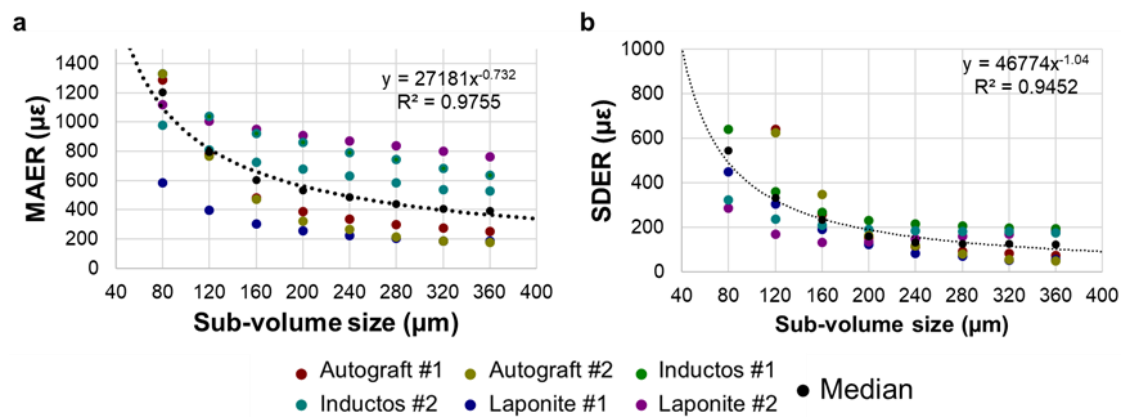 a
b
1400
1200
1000
800
600
400
200
0
MAER (με)
y = 27181x^-0.732
R² = 0.9755
40 80 120 160 200 240 280 320 360 400
Sub-volume size (μm)
1000
800
600
400
200
0
SDER (με)
y = 46774x^-1.04
R² = 0.9452
40 80 120 160 200 240 280 320 360 400
Sub-volume size (μm)
Autograft #1 Autograft #2 Inductos #1 Median
Inductos #2 Laponite #1 Laponite #2